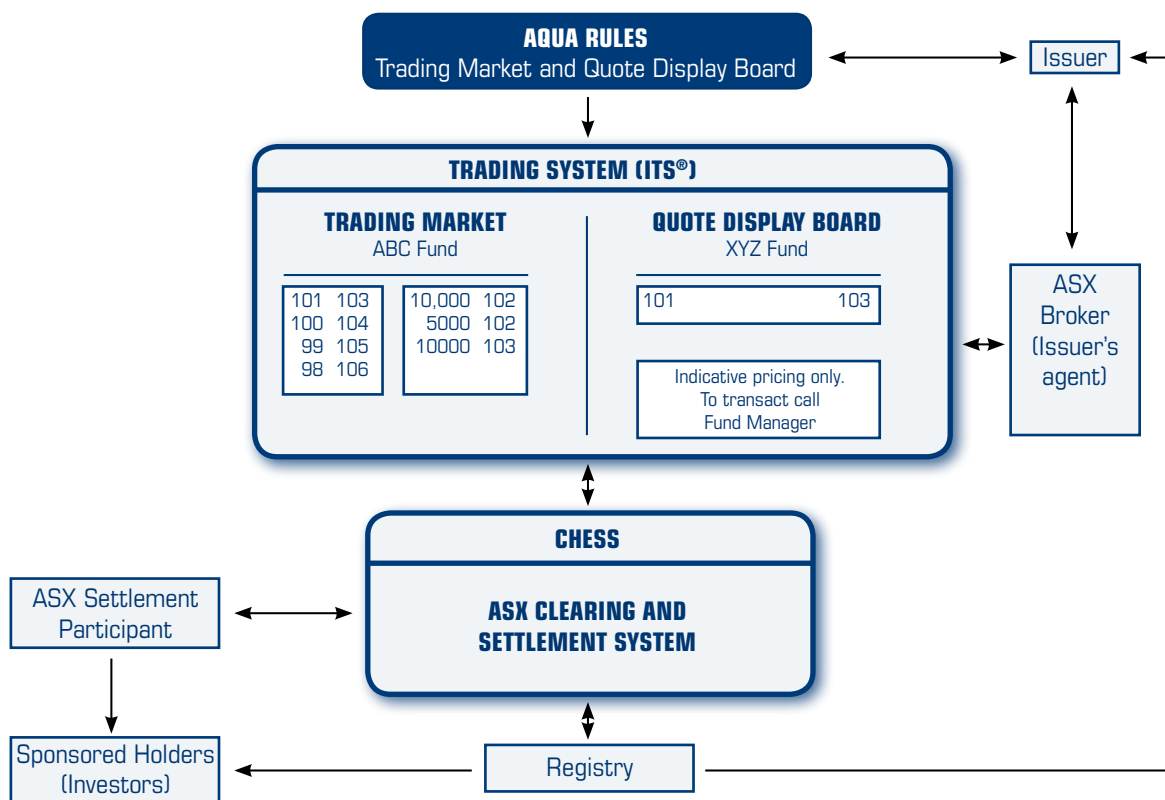 AQUA RULES
Trading Market and Quote Display Board
Issuer
TRADING SYSTEM (ITS®)
TRADING MARKET
ABC Fund
101 103
100 104
99 105
98 106
10,000 102
5000 102
10000 103
QUOTE DISPLAY BOARD
XYZ Fund
101 103
Indicative pricing only.
To transact call
Fund Manager
ASX
Broker
(Issuer's
agent)
CHESS
ASX CLEARING AND
SETTLEMENT SYSTEM
ASX Settlement
Participant
Sponsored Holders
(Investors)
Registry